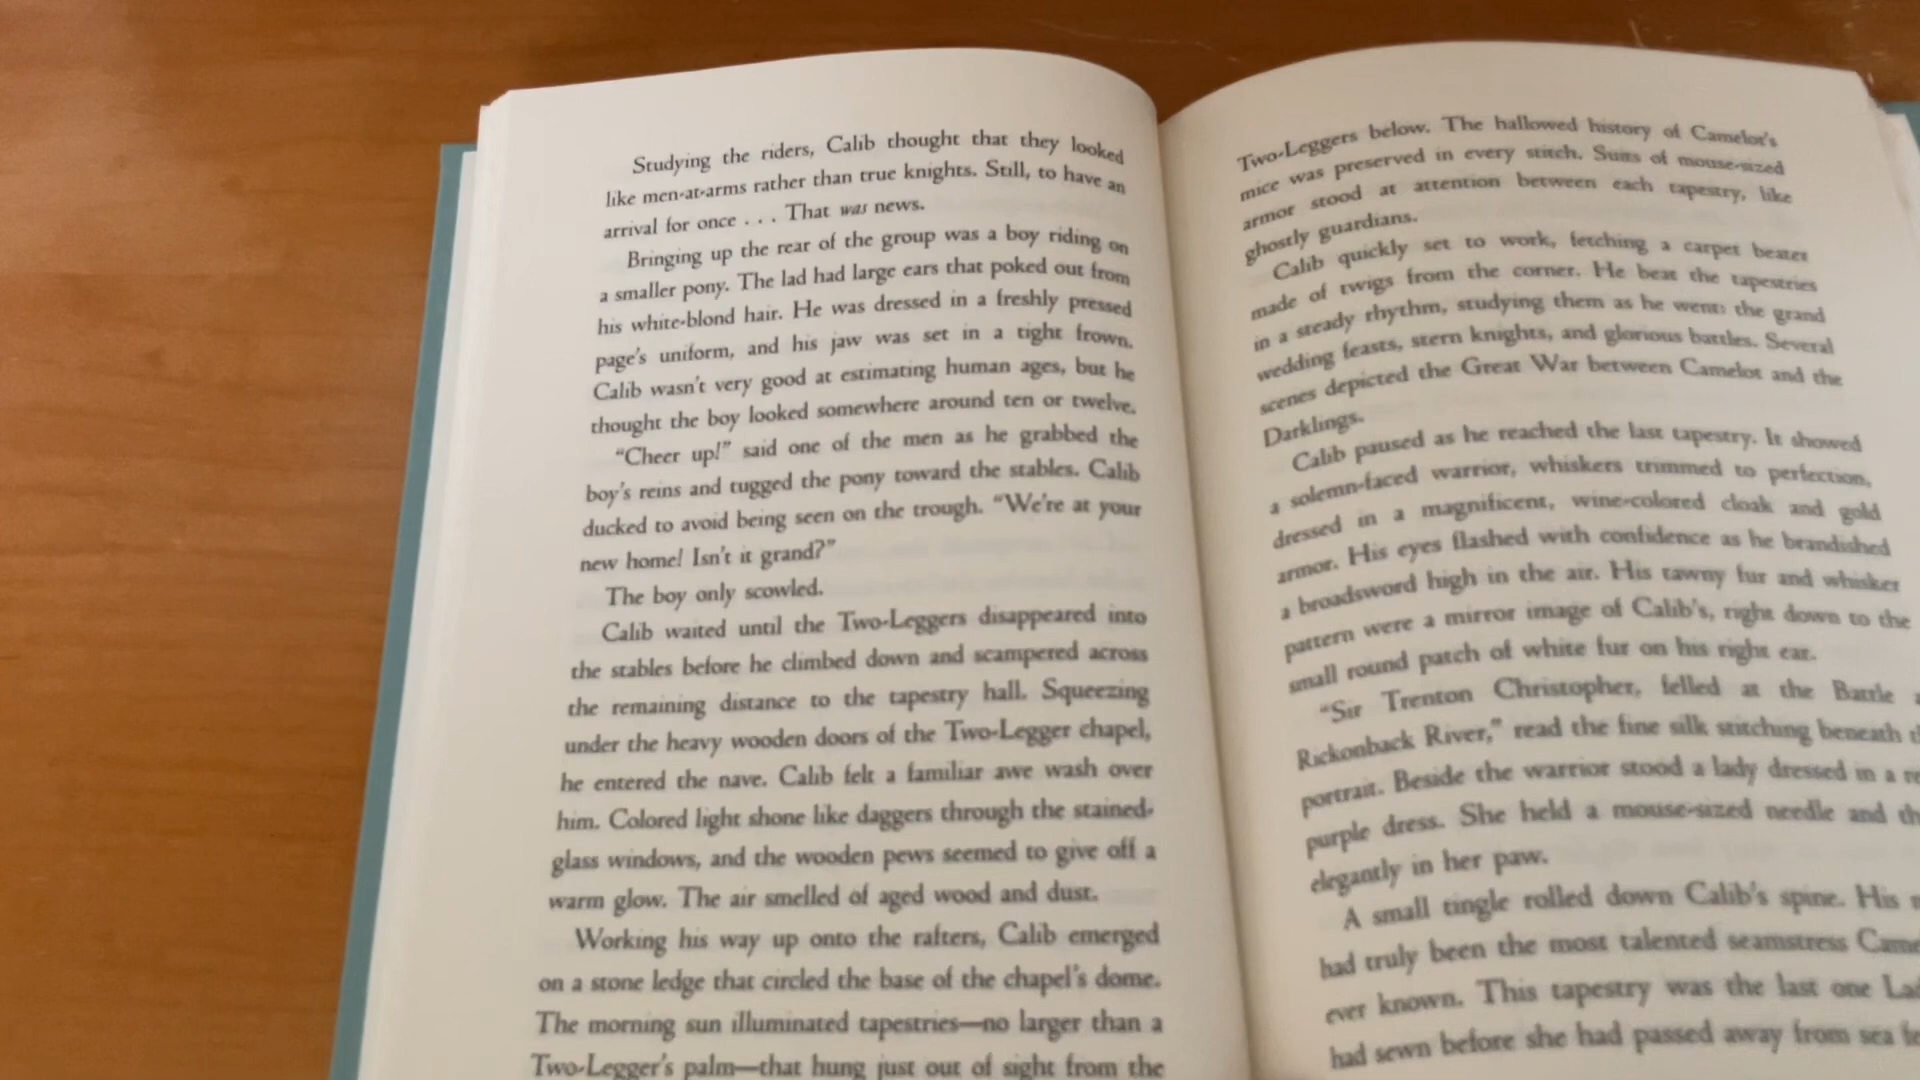 Studying the riders, Calib thought that they looked
like men-at-arms rather than true knights. Still, to have an
arrival for once . . . That was news.
Bringing up the rear of the group was a boy riding on
a smaller pony. The lad had large ears that poked out from
his white-blond hair. He was dressed in a freshly pressed
page's uniform, and his jaw was set in a tight frown.
Calib wasn't very good at estimating human ages, but he
thought the boy looked somewhere around ten or twelve.
“Cheer up!” said one of the men as he grabbed the
boy's reins and tugged the pony toward the stables. Calib
ducked to avoid being seen on the trough. “We're at your
new home! Isn't it grand?”
The boy only scowled.
Calib waited until the Two-Leggers disappeared into
the stables before he climbed down and scampered across
the remaining distance to the tapestry hall. Squeezing
under the heavy wooden doors of the Two-Legger chapel,
he entered the nave. Calib felt a familiar awe wash over
him. Colored light shone like daggers through the stained-
glass windows, and the wooden pews seemed to give off a
warm glow. The air smelled of aged wood and dust.
Working his way up onto the rafters, Calib emerged
on a stone ledge that circled the base of the chapel's dome.
The morning sun illuminated tapestries—no larger than a
Two-Legger's palm—that hung just out of sight from the
Two-Leggers below. The hallowed history of Camelot's
mice was preserved in every stitch. Suits of mouse-sized
armor stood at attention between each tapestry, like
ghostly guardians.
Calib quickly set to work, fetching a carpet beater
made of twigs from the corner. He beat the tapestries
in a steady rhythm, studying them as he went: the grand
wedding feasts, stern knights, and glorious battles. Several
scenes depicted the Great War between Camelot and the
Darklings.
Calib paused as he reached the last tapestry. It showed
a solemn-faced warrior, whiskers trimmed to perfection,
dressed in a magnificent, wine-colored cloak and gold
armor. His eyes flashed with confidence as he brandished
a broadsword high in the air. His tawny fur and whisker
pattern were a mirror image of Calib's, right down to the
small round patch of white fur on his right ear.
“Sir Trenton Christopher, felled at the Battle
Rickonback River,” read the fine silk stitching beneath
portrait. Beside the warrior stood a lady dressed in a
purple dress. She held a mouse-sized needle and
elegantly in her paw.
A small tingle rolled down Calib's spine. His
had truly been the most talented seamstress
ever known. This tapestry was the last one
had sewn before she had passed away from sea